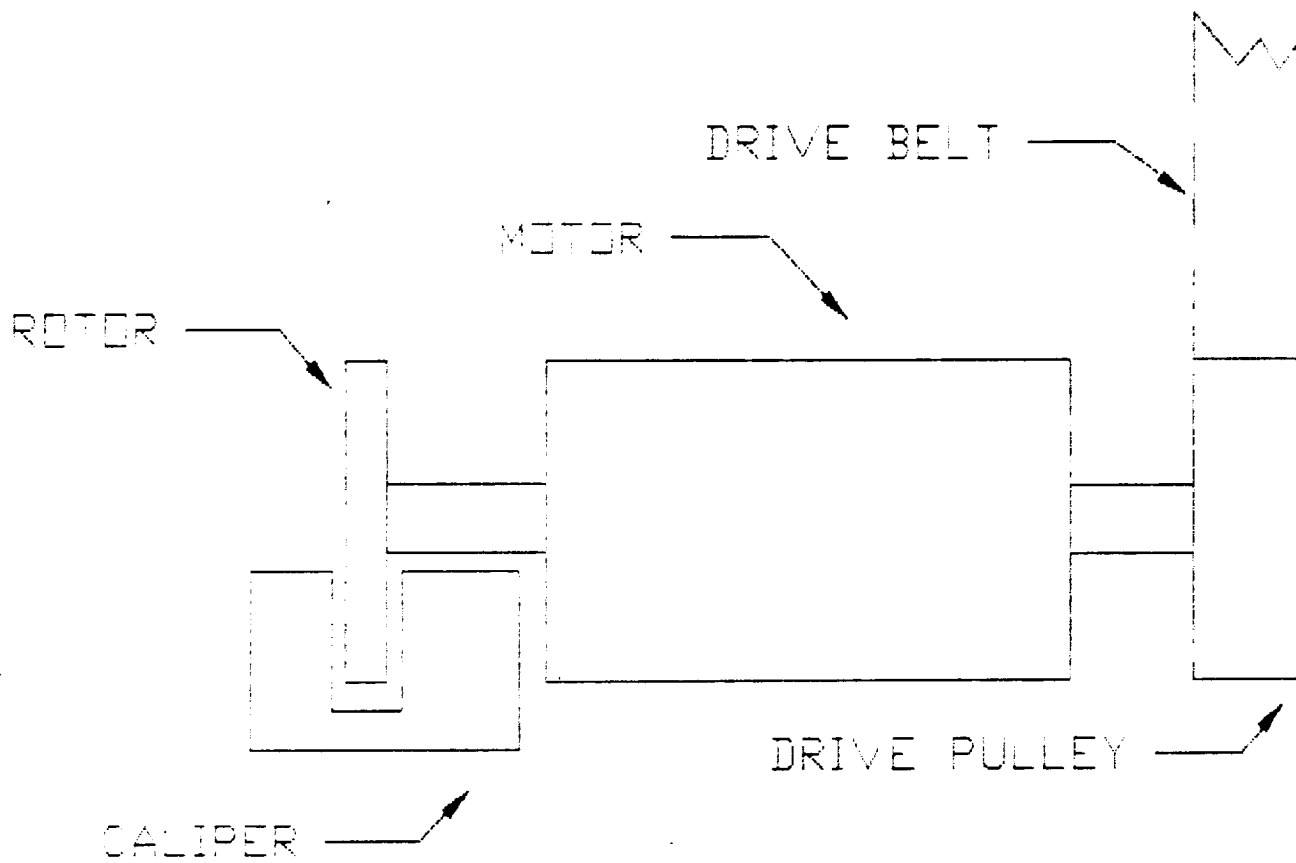 DRIVE BELT
MOTOR
ROTOR
DRIVE PULLEY
CALIPER